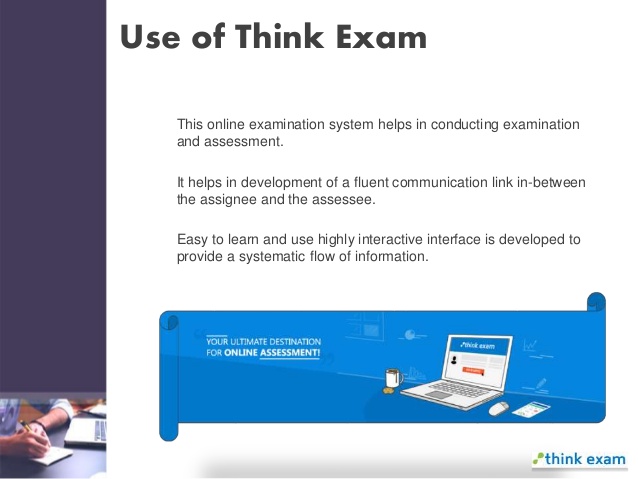 Use of Think Exam
This online examination system helps in conducting examination
and assessment.
It helps in development of a fluent communication link in-between
the assignee and the assessee.
Easy to learn and use highly interactive interface is developed to
provide a systematic flow of information.
“YOUR ULTIMATE DESTINATION
FOR ONLINE ASSESSMENT!
think exam
think exam